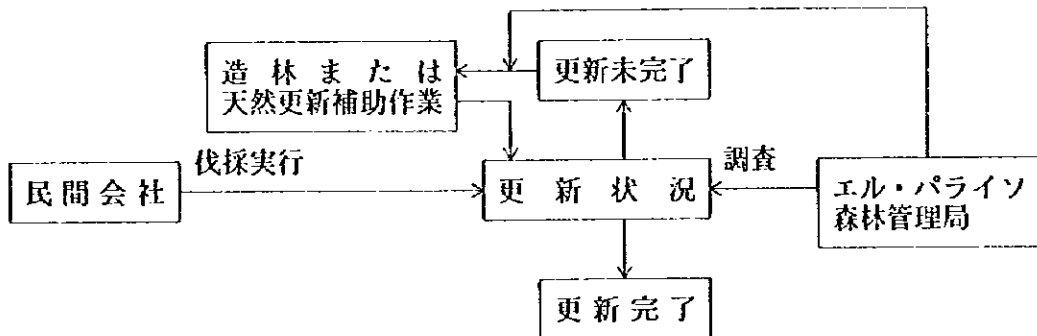 造林または
天然更新補助作業
更新未完了
伐採実行
民間会社
更新状況
調査
エル・パライソ
森林管理局
更新完了